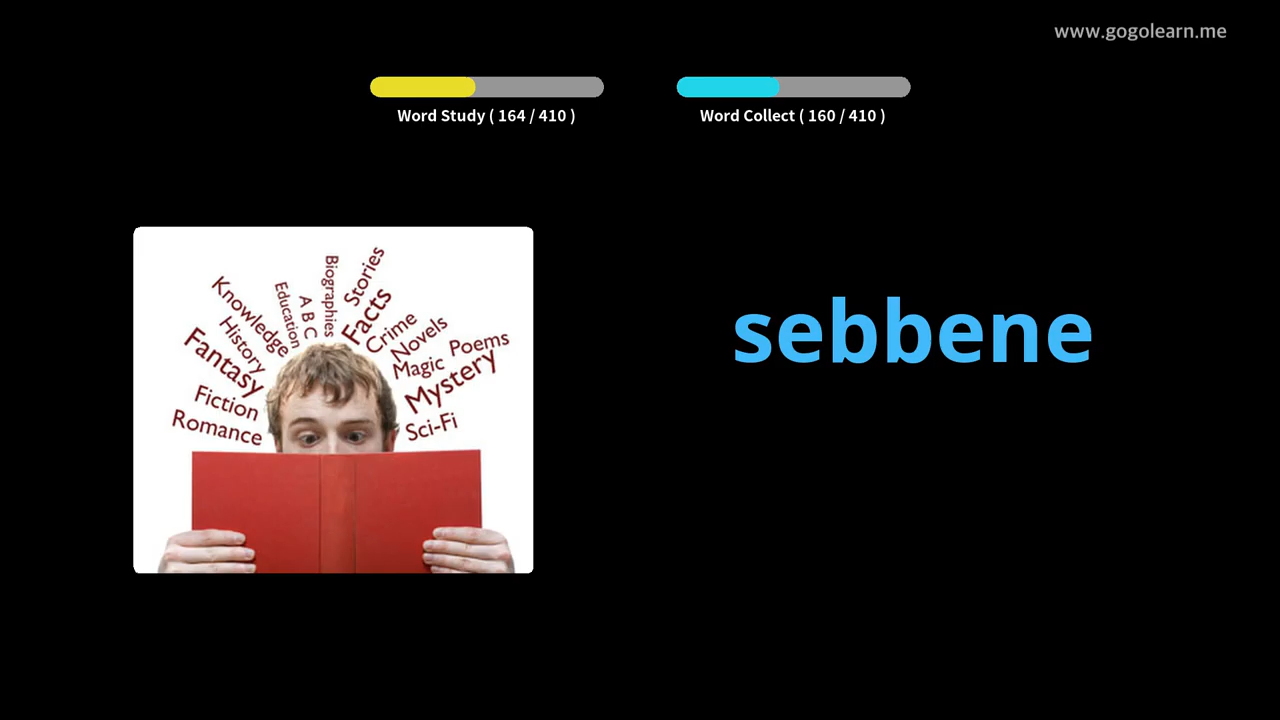 www.gogolearn.me
Word Study ( 164 / 410 )
Word Collect ( 160 / 410 )
Stories
Biographies
Facts
A B C
Education
Knowledge
Crime
Novels
History
Poems
Magic
Fantasy
Mystery
Fiction
Sci-Fi
Romance
sebbene